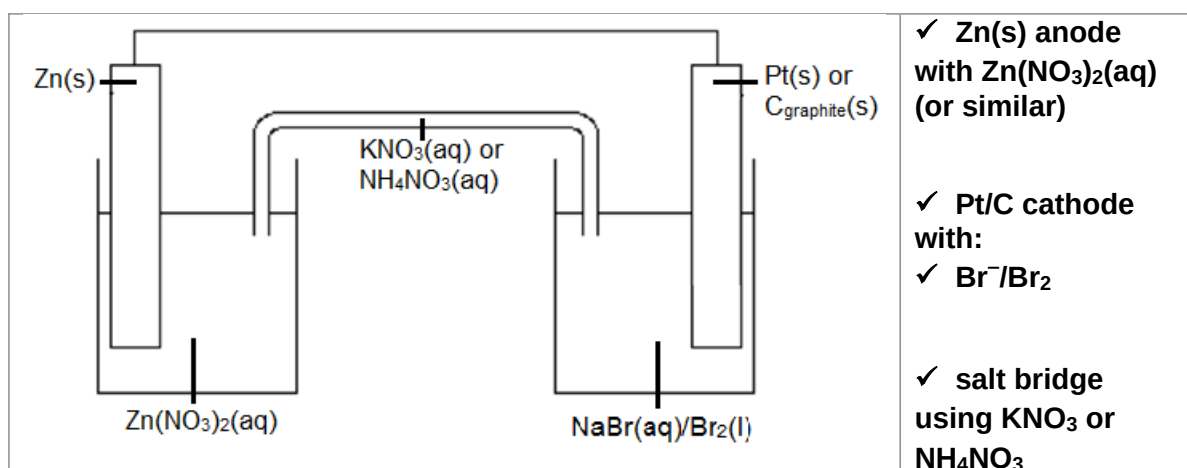 Zn(s)
Pt(s) or
C_graphite(s)
KNO₃(aq) or
NH₄NO₃(aq)
Zn(NO₃)₂(aq)
NaBr(aq)/Br₂(l)
✓ Zn(s) anode
with Zn(NO₃)₂(aq)
(or similar)
✓ Pt/C cathode
with:
✓ Br⁻/Br₂
✓ salt bridge
using KNO₃ or
NH₄NO₃